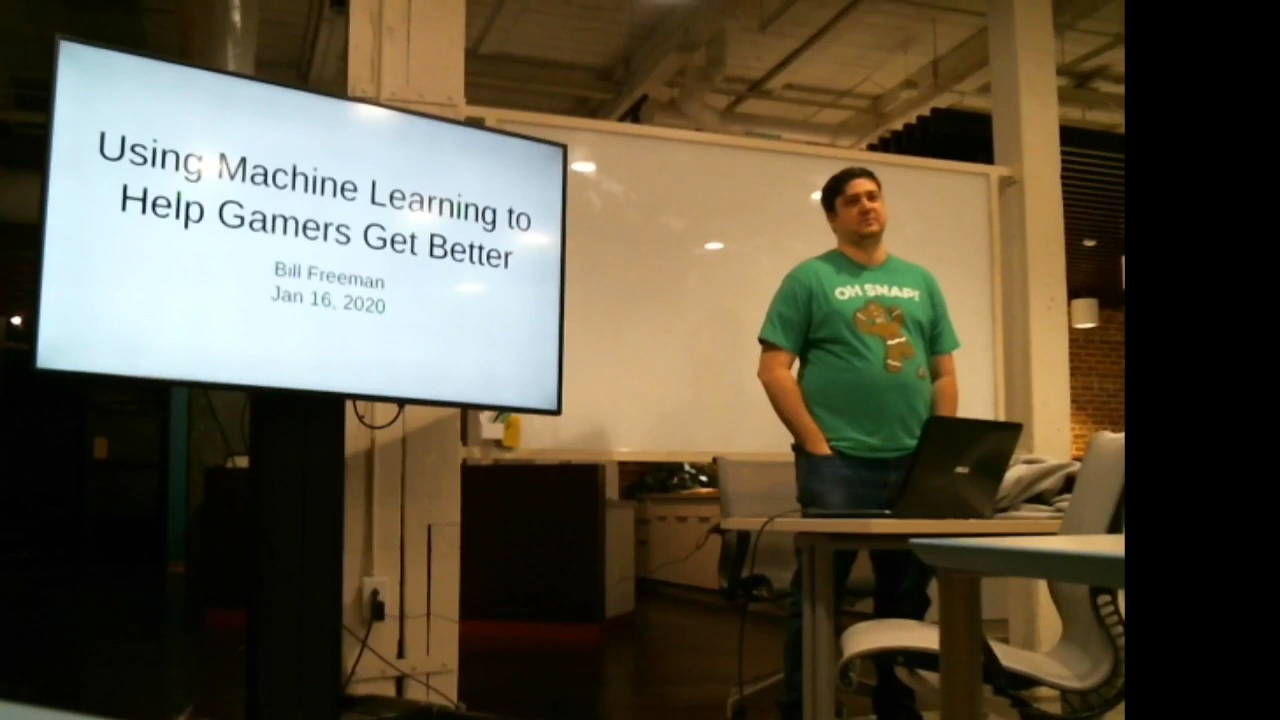 Using Machine Learning to
Help Gamers Get Better
Bill Freeman
Jan 16, 2020
OH SNAP!